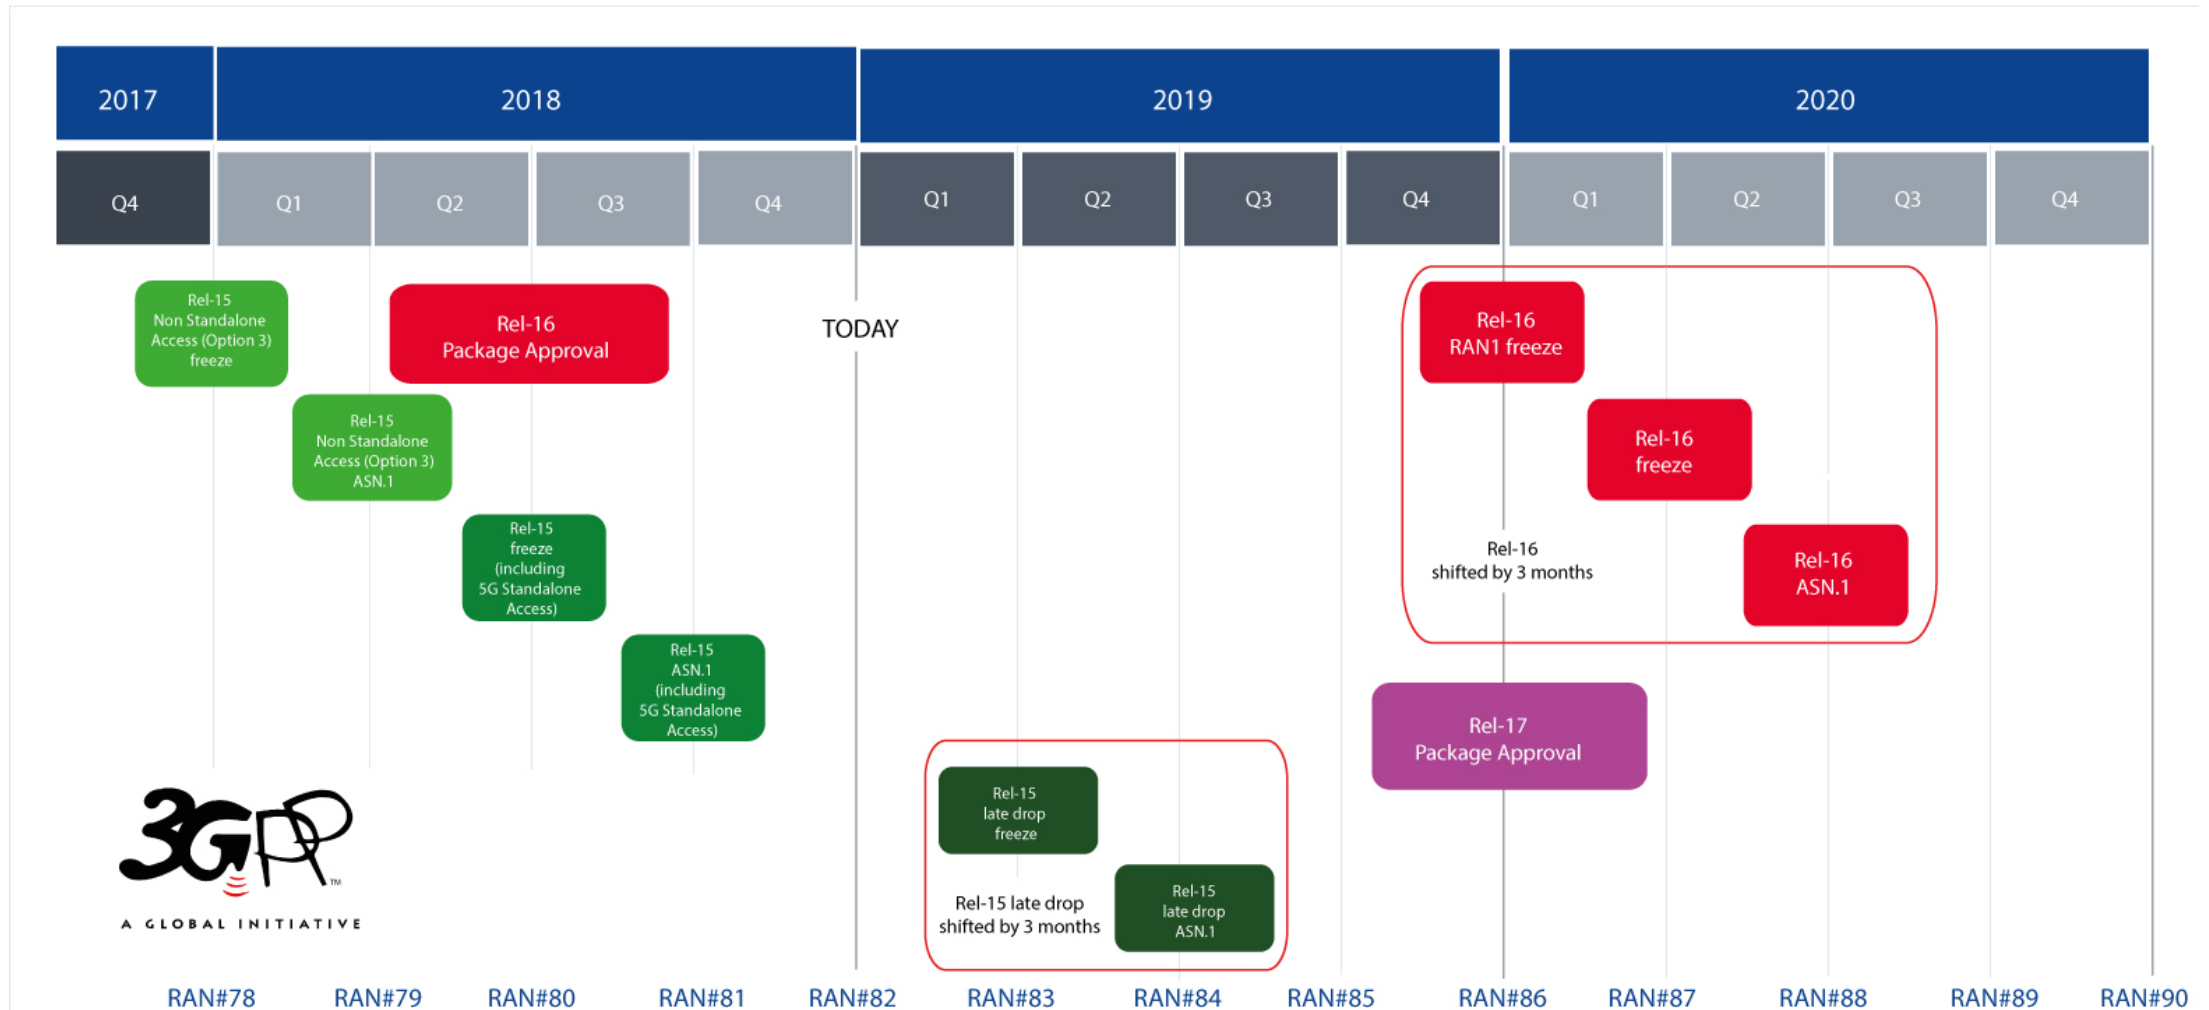 2017
2018
2019
2020
Q4
Q1
Q2
Q3
Q4
Q1
Q2
Q3
Q4
Q1
Q2
Q3
Q4
Rel-15
Non Standalone
Access (Option 3)
freeze
Rel-16
Package Approval
TODAY
Rel-16
RAN1 freeze
Rel-15
Non Standalone
Access (Option 3)
ASN.1
Rel-16
freeze
Rel-15
freeze
(including
5G Standalone
Access)
Rel-16
shifted by 3 months
Rel-16
ASN.1
Rel-15
ASN.1
(including
5G Standalone
Access)
Rel-17
Package Approval
Rel-15
late drop
freeze
Rel-15 late drop
shifted by 3 months
Rel-15
late drop
ASN.1
3GPP
TM
A GLOBAL INITIATIVE
RAN#78
RAN#79
RAN#80
RAN#81
RAN#82
RAN#83
RAN#84
RAN#85
RAN#86
RAN#87
RAN#88
RAN#89
RAN#90